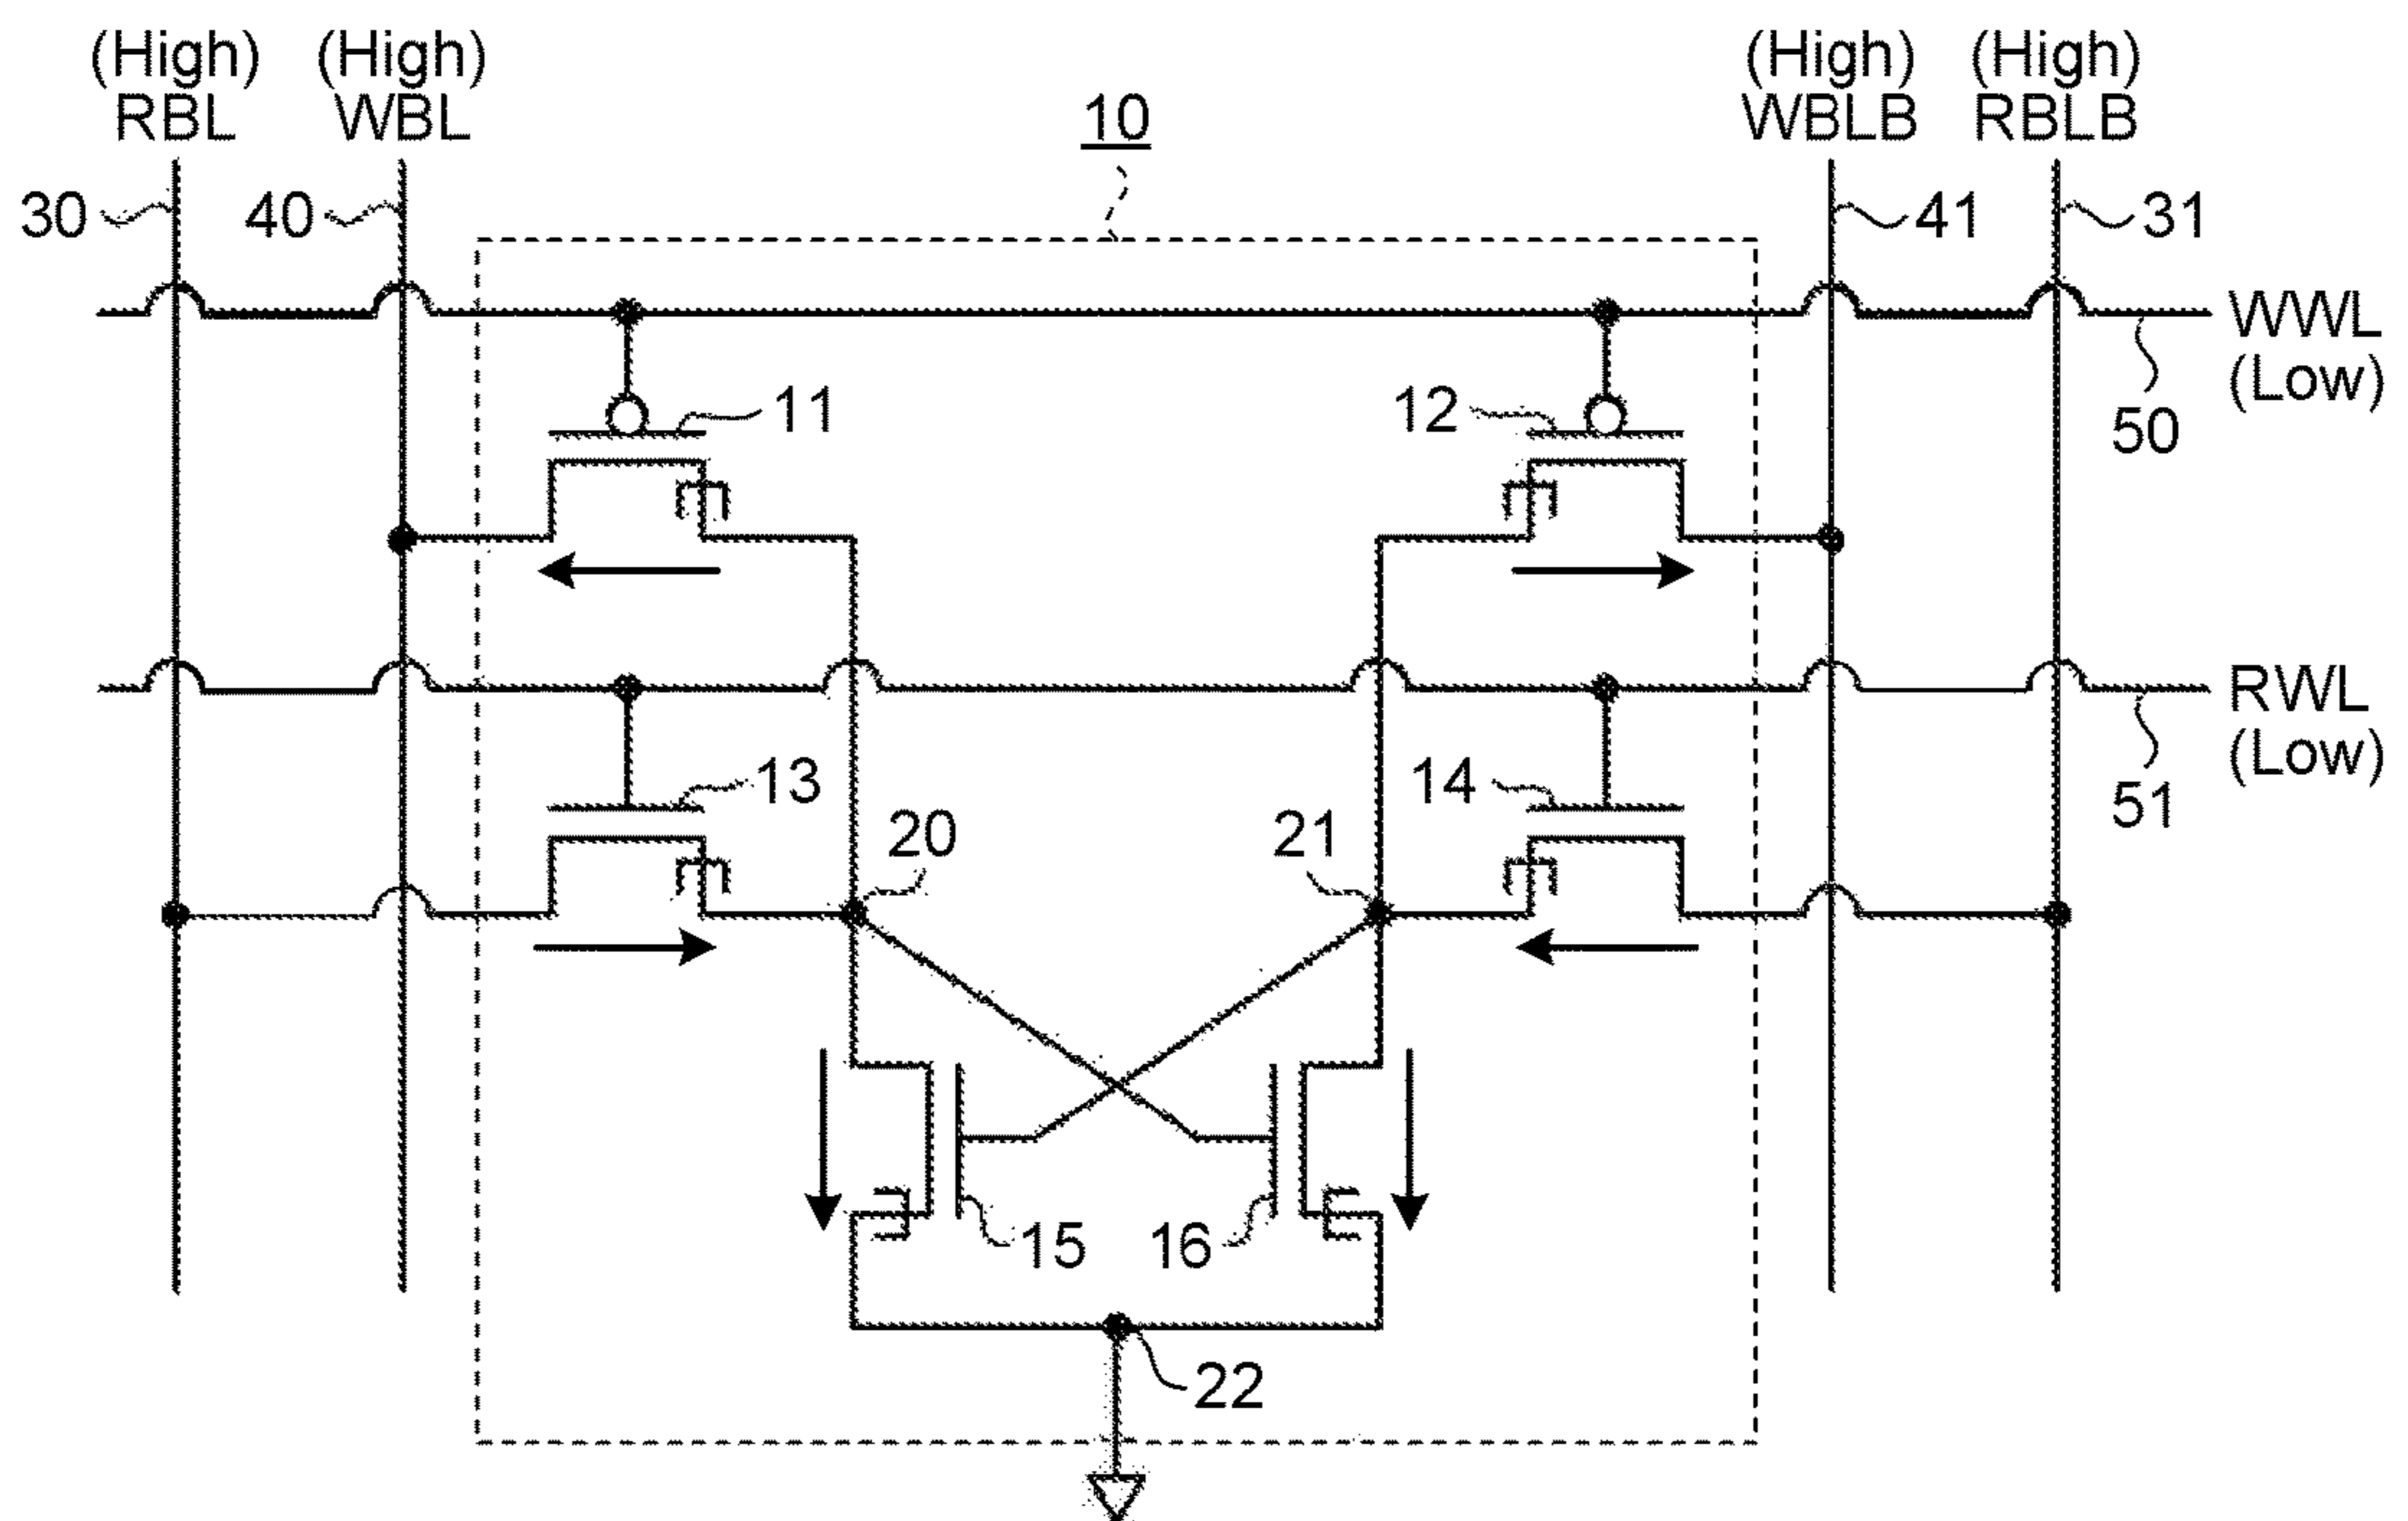 (High) (High) (High) (High)
RBL WBL 10 WBLB RBLB
30 40 41 31
WWL
11 12 (Low)
50
RWL
13 14 (Low)
20 21 51
15 16
22